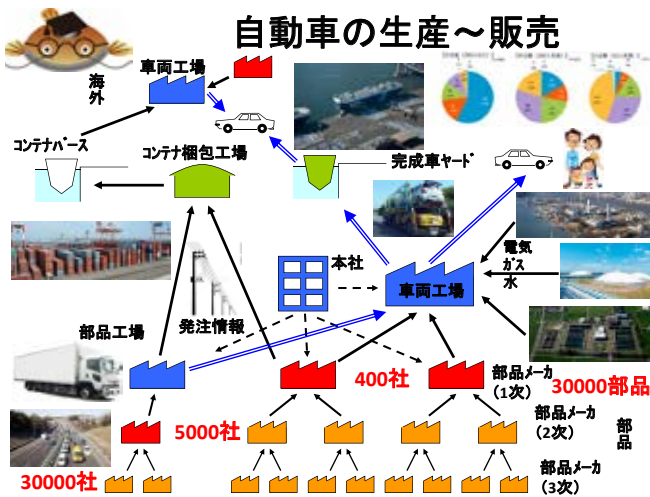 自動車の生産～販売
海外
車両工場
コンテナバース
コンテナ梱包工場
完成車ヤード
本社
電気
ガス
水
車両工場
発注情報
部品工場
400社
部品メーカ
(1次)
30000部品
5000社
部品メーカ
(2次)
部品
30000社
部品メーカ
(3次)